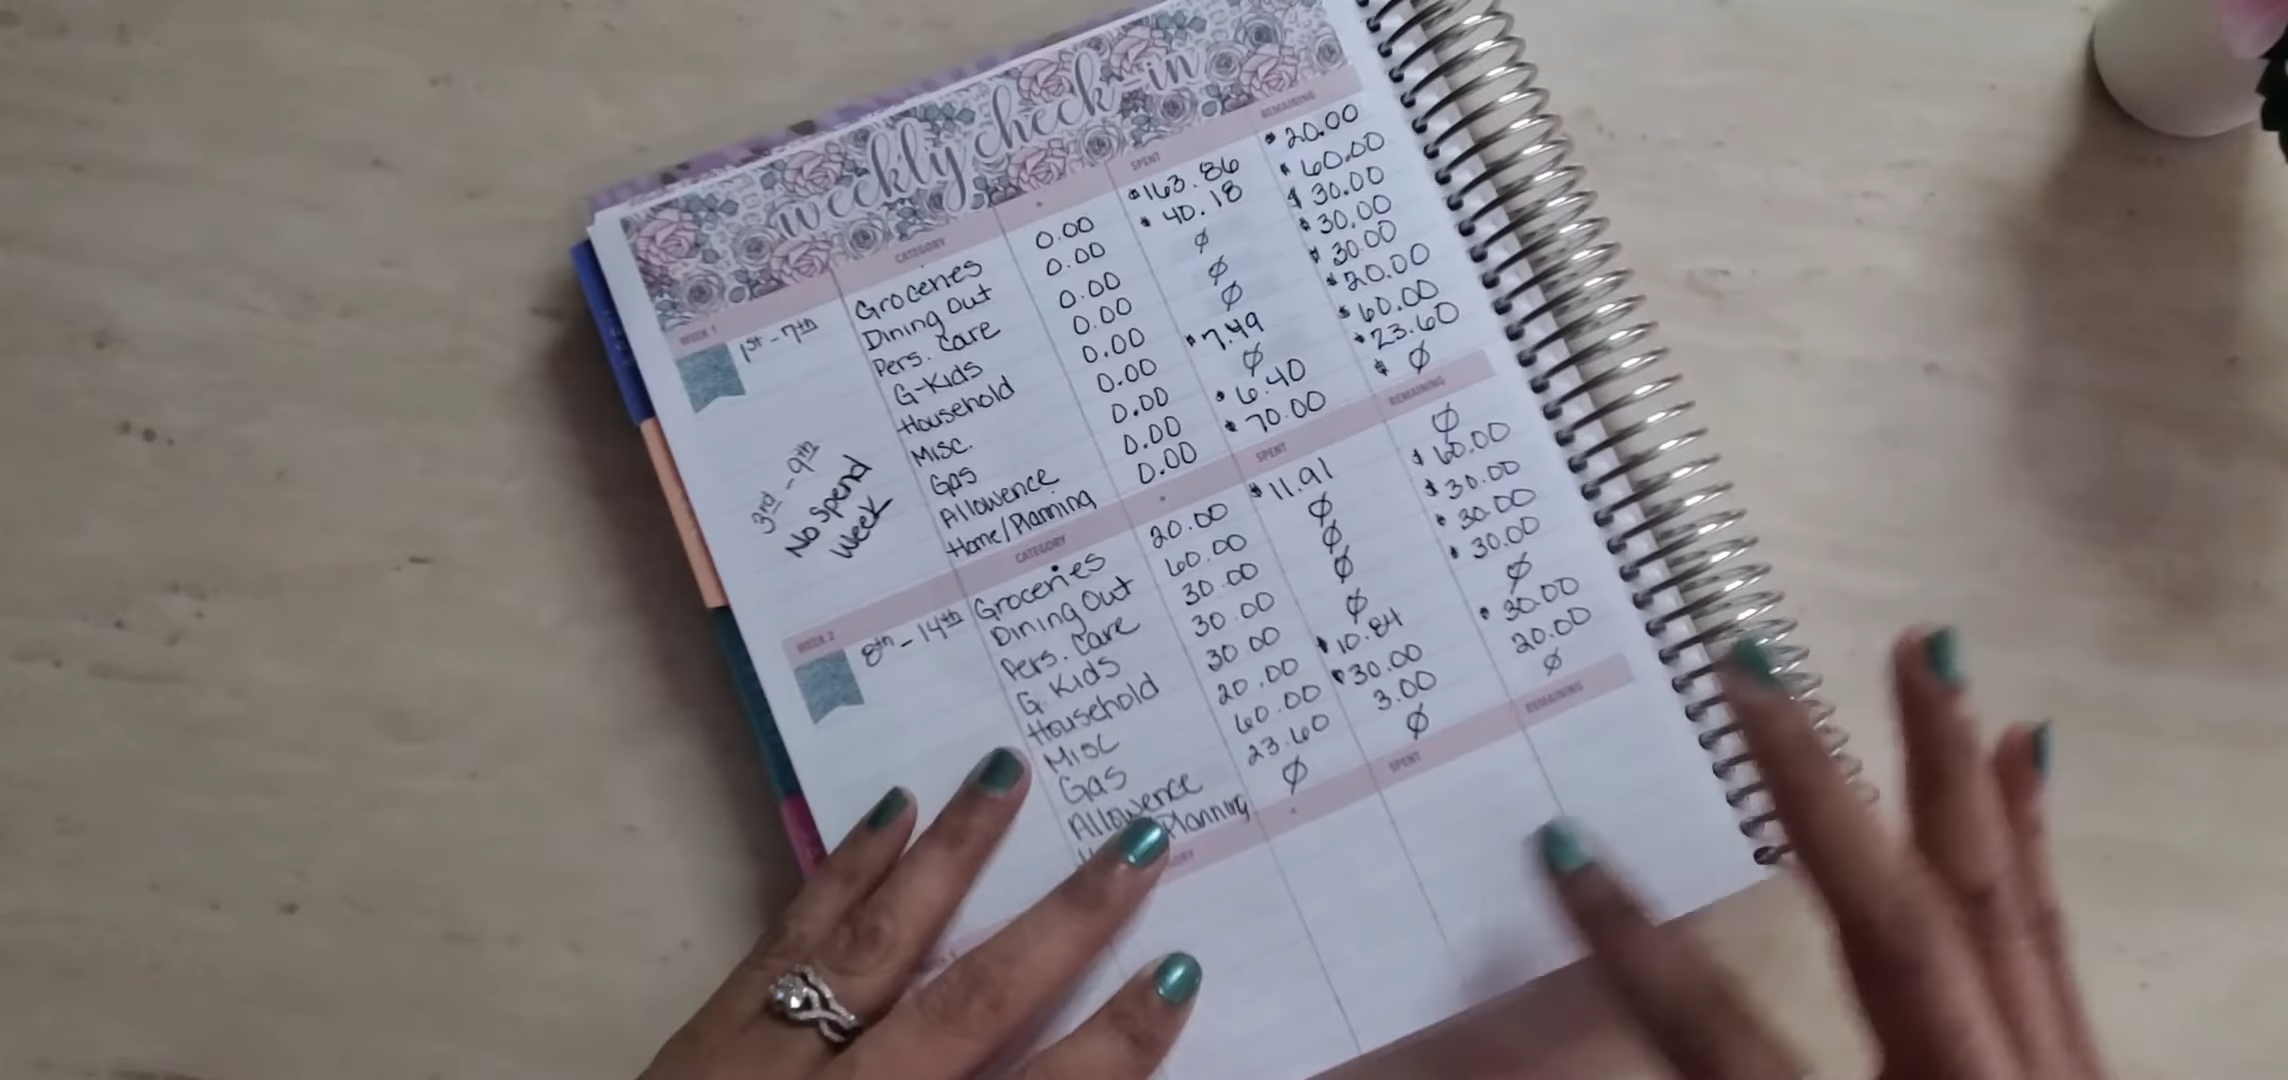 weekly check-in
WEEK 1 CATEGORY + SPENT REMAINING
1st - 7th Groceries 0.00 $163.86 $20.00
Dining Out 0.00 $40.18 $60.00
Pers. Care 0.00 Ø $30.00
G-Kids 0.00 Ø $30.00
Household 0.00 Ø $30.00
Misc. 0.00 $7.49 $20.00
Gas 0.00 Ø $60.00
Allowence 0.00 $6.40 $23.60
Home/Planning 0.00 $70.00 $ Ø
3rd - 9th
No Spend
Week
WEEK 2 CATEGORY + SPENT REMAINING
8th - 14th Groceries 20.00 $11.91 Ø
Dining Out 60.00 Ø $60.00
Pers. Care 30.00 Ø $30.00
G. Kids 30.00 Ø $30.00
Household 30.00 Ø $30.00
Misc 20.00 $10.84 Ø
Gas 60.00 $30.00 $30.00
Allowence 23.60 3.00 20.00
Planning Ø Ø Ø
+ SPENT REMAINING